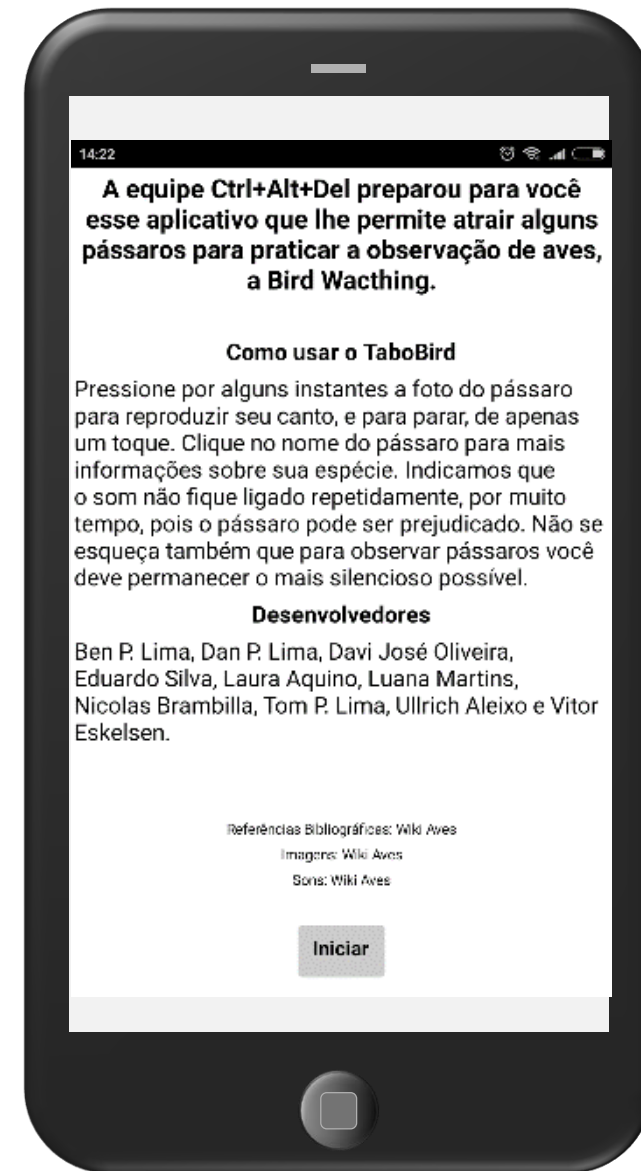 14:22
A equipe Ctrl+Alt+Del preparou para você
esse aplicativo que lhe permite atrair alguns
pássaros para praticar a observação de aves,
a Bird Wacthing.
Como usar o TaboBird
Pressione por alguns instantes a foto do pássaro
para reproduzir seu canto, e para parar, de apenas
um toque. Clique no nome do pássaro para mais
informações sobre sua espécie. Indicamos que
o som não fique ligado repetidamente, por muito
tempo, pois o pássaro pode ser prejudicado. Não se
esqueça também que para observar pássaros você
deve permanecer o mais silencioso possível.
Desenvolvedores
Ben P. Lima, Dan P. Lima, Davi José Oliveira,
Eduardo Silva, Laura Aquino, Luana Martins,
Nicolas Brambilla, Tom P. Lima, Ullrich Aleixo e Vitor
Eskelsen.
Referências Bibliográficas: Wiki Aves
Imagens: Wiki Aves
Sons: Wiki Aves
Iniciar